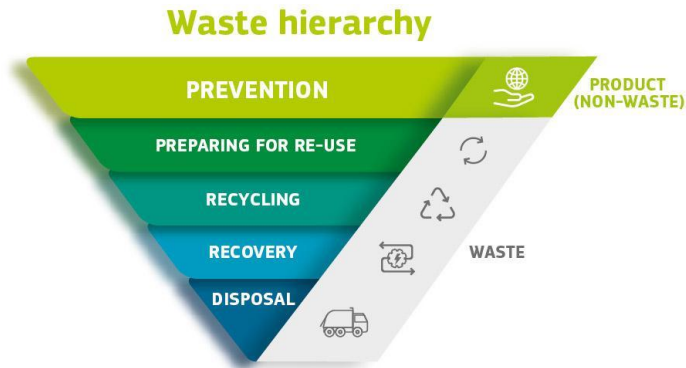 Waste hierarchy
PREVENTION
PRODUCT
(NON-WASTE)
PREPARING FOR RE-USE
RECYCLING
RECOVERY
WASTE
DISPOSAL